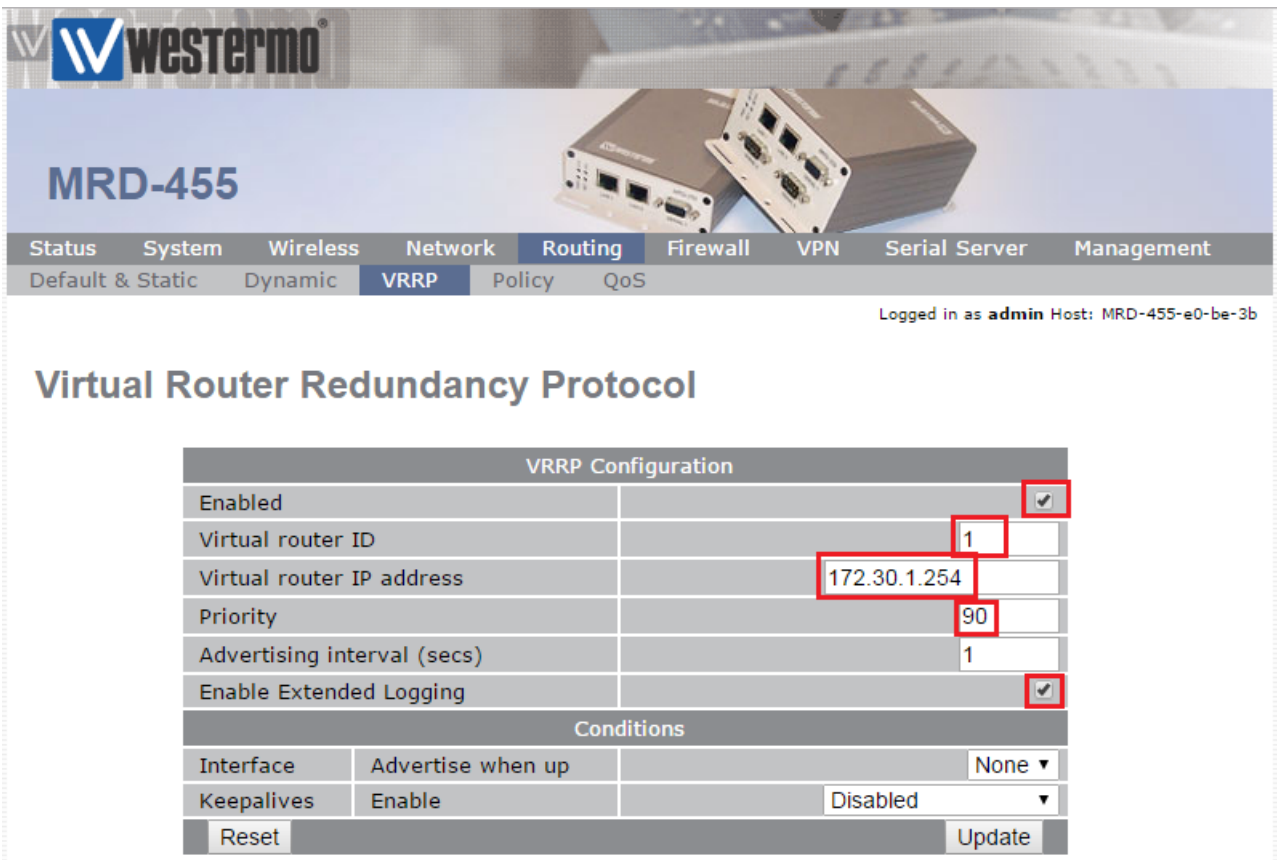 Westermo
MRD-455
Status System Wireless Network Routing Firewall VPN Serial Server Management
Default & Static Dynamic VRRP Policy QoS
Logged in as admin Host: MRD-455-e0-be-3b
Virtual Router Redundancy Protocol
VRRP Configuration
Enabled
Virtual router ID 1
Virtual router IP address 172.30.1.254
Priority 90
Advertising interval (secs) 1
Enable Extended Logging
Conditions
Interface Advertise when up None
Keepalives Enable Disabled
Reset Update